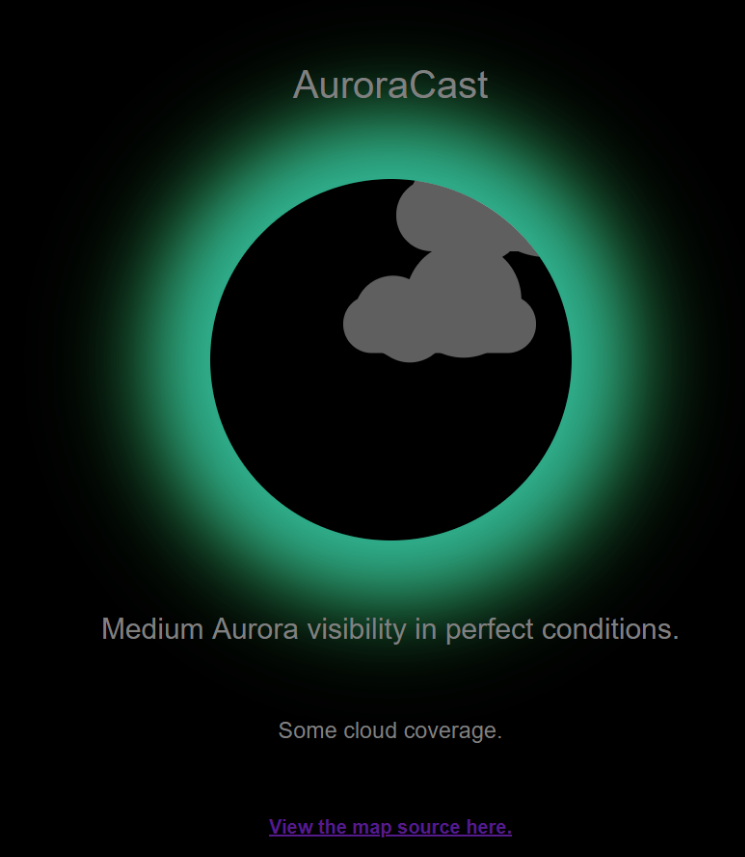 AuroraCast
Medium Aurora visibility in perfect conditions.
Some cloud coverage.
View the map source here.